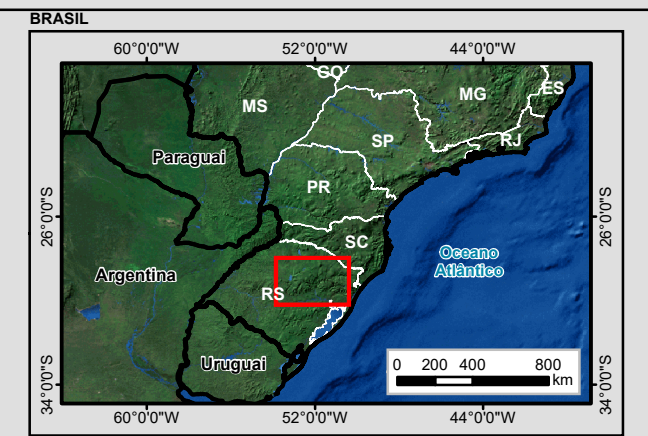 BRASIL
60°0'0"W 52°0'0"W 44°0'0"W
GO
MS
MG
ES
SP
RJ
Paraguai
PR
26°0'0"S
26°0'0"S
SC
Oceano
Atlântico
Argentina
RS
Uruguai
0 200 400 800
km
34°0'0"S
34°0'0"S
60°0'0"W 52°0'0"W 44°0'0"W